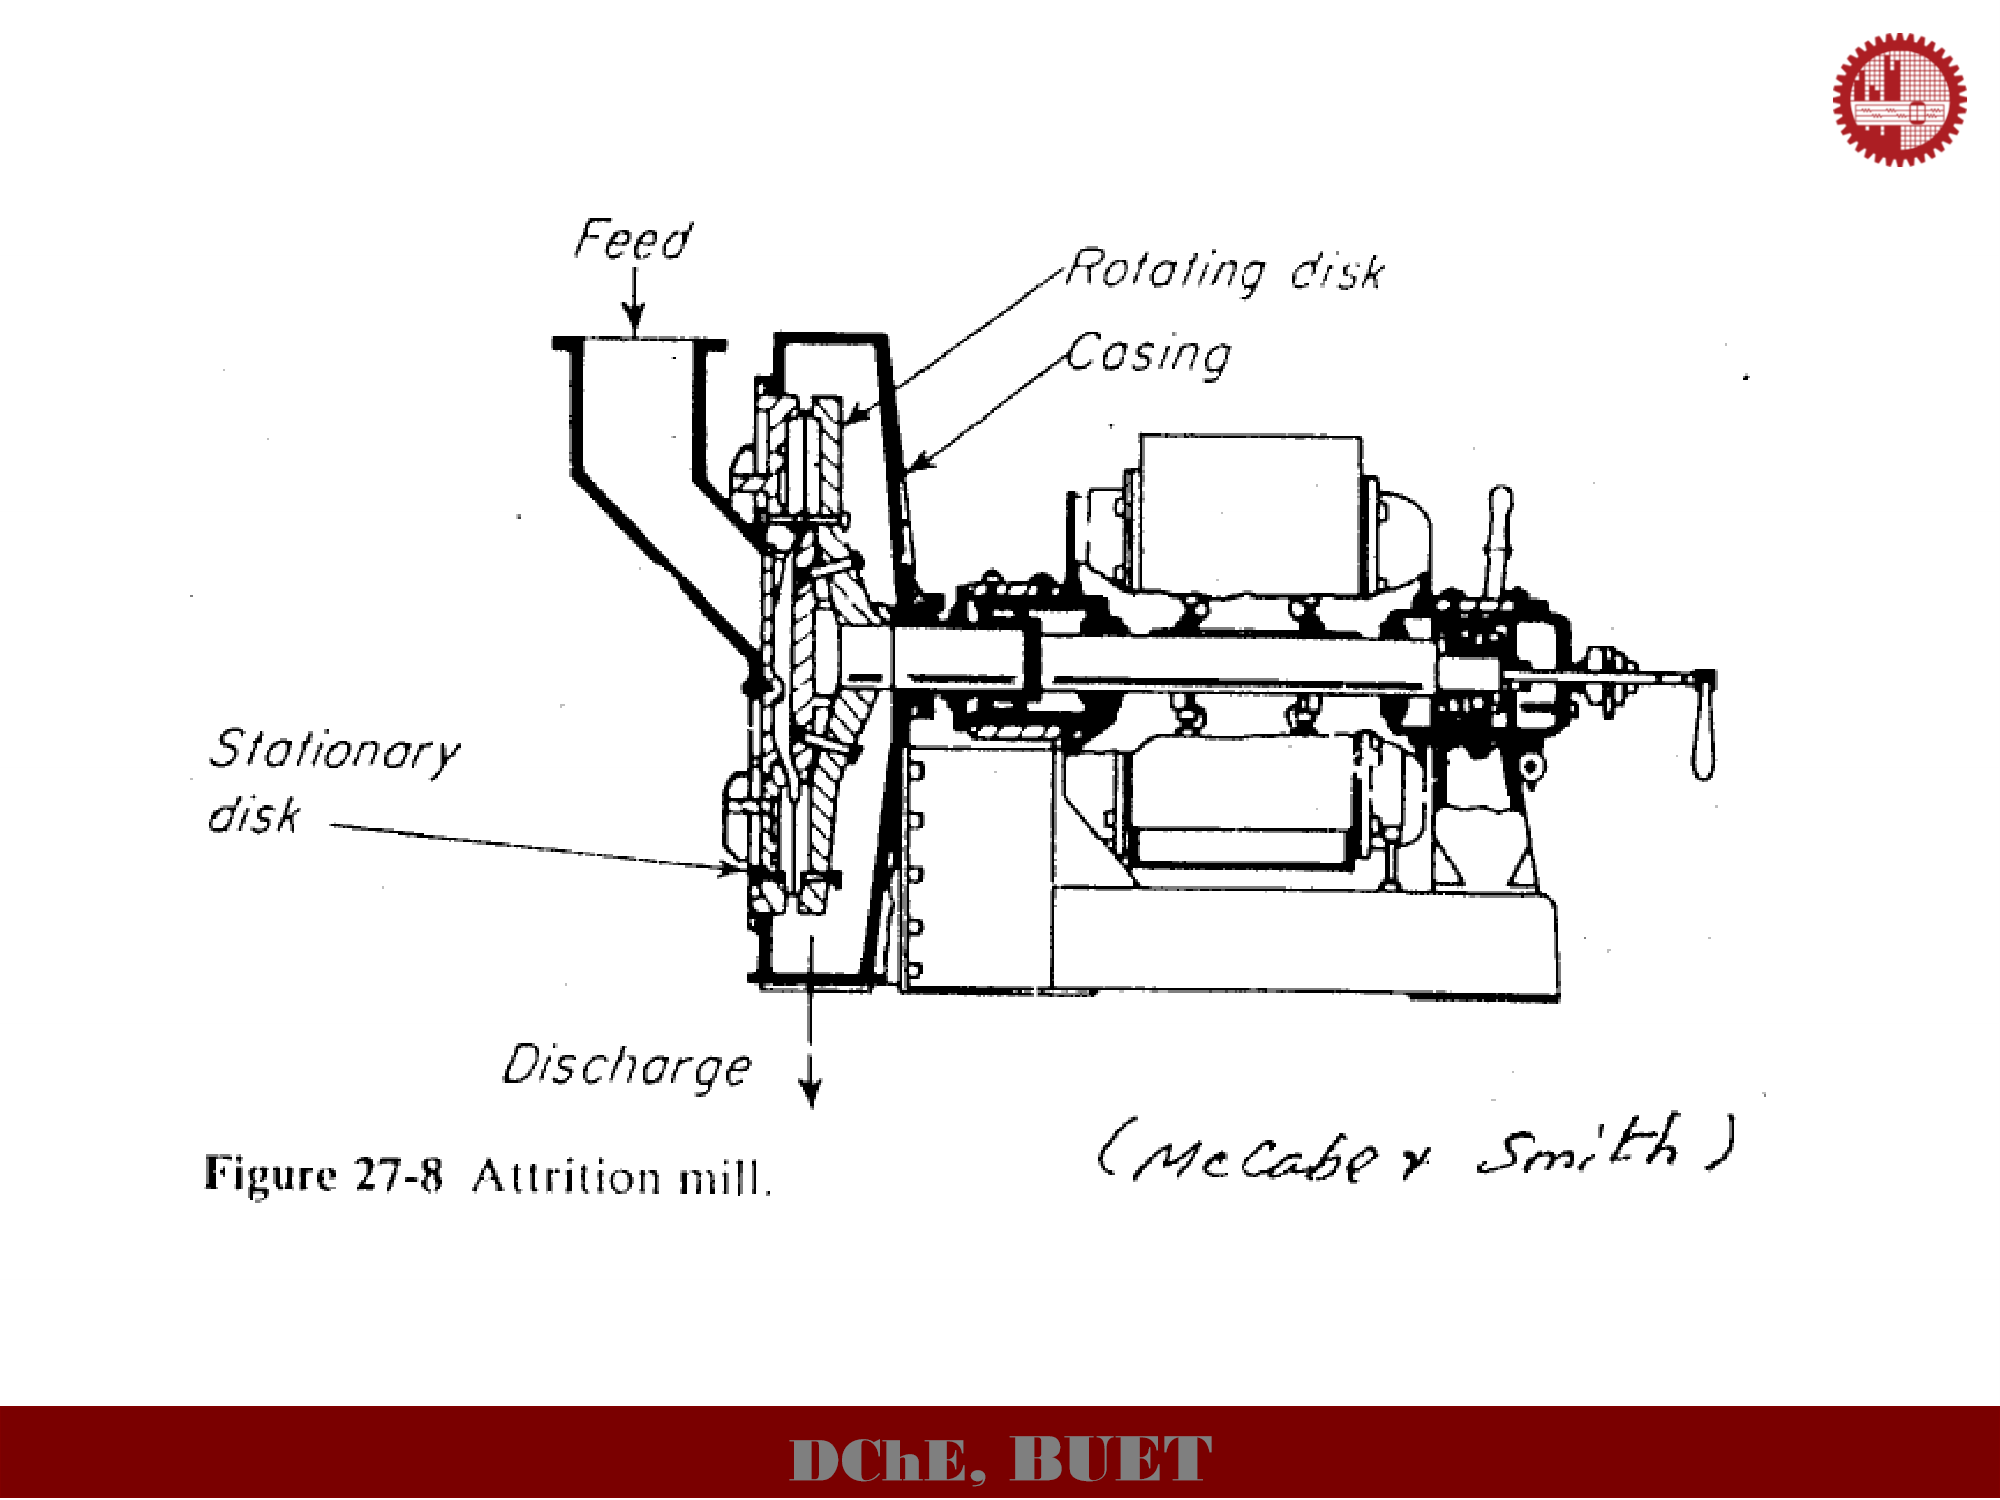 Feed
Rotating disk
Casing
Stationary
disk
Discharge
Figure 27-8 Attrition mill.
(McCabe & Smith)
DChE, BUET